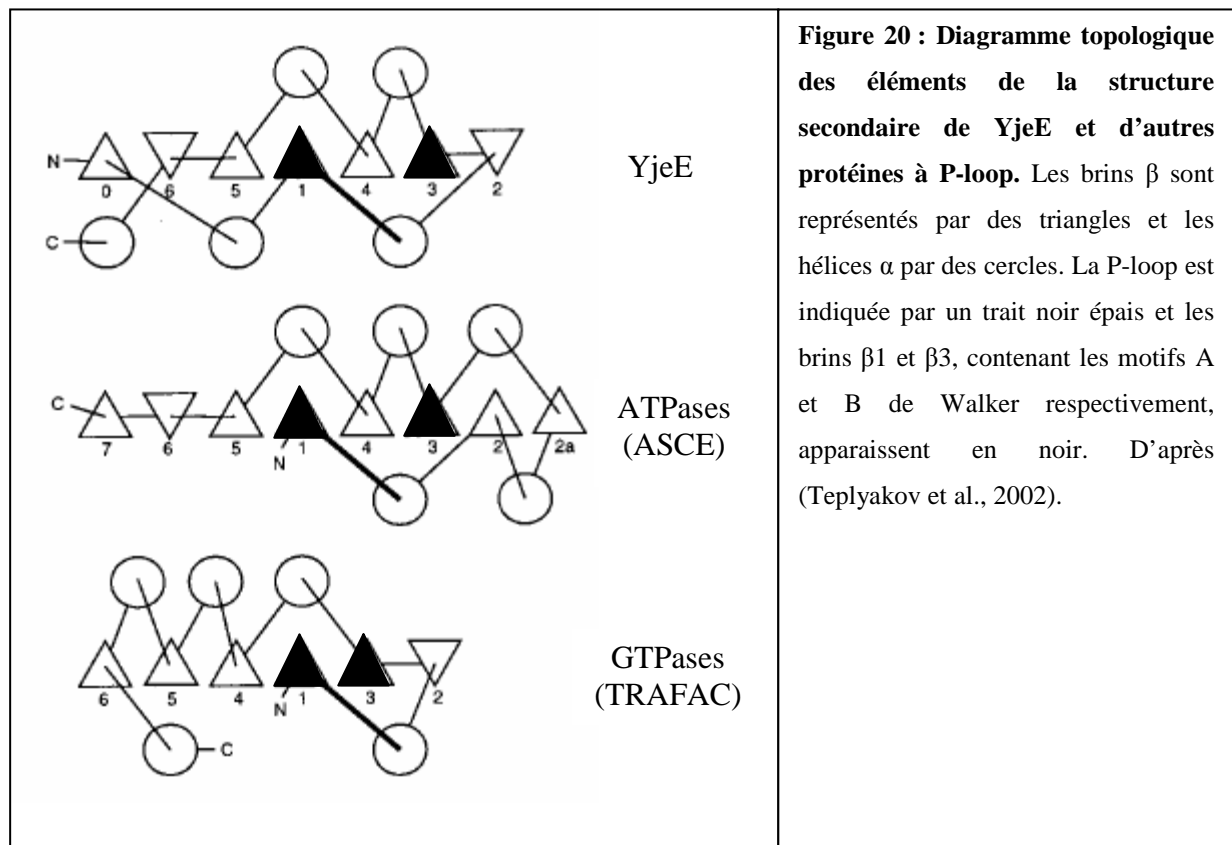 N
0
6
5
1
4
3
2
C
YjeE
C
7
6
5
N
1
4
3
2
2a
ATPases
(ASCE)
6
5
4
N
1
3
2
C
GTPases
(TRAFAC)
Figure 20 : Diagramme topologique
des éléments de la structure
secondaire de YjeE et d’autres
protéines à P-loop. Les brins β sont
représentés par des triangles et les
hélices α par des cercles. La P-loop est
indiquée par un trait noir épais et les
brins β1 et β3, contenant les motifs A
et B de Walker respectivement,
apparaissent en noir. D’après
(Teplyakov et al., 2002).